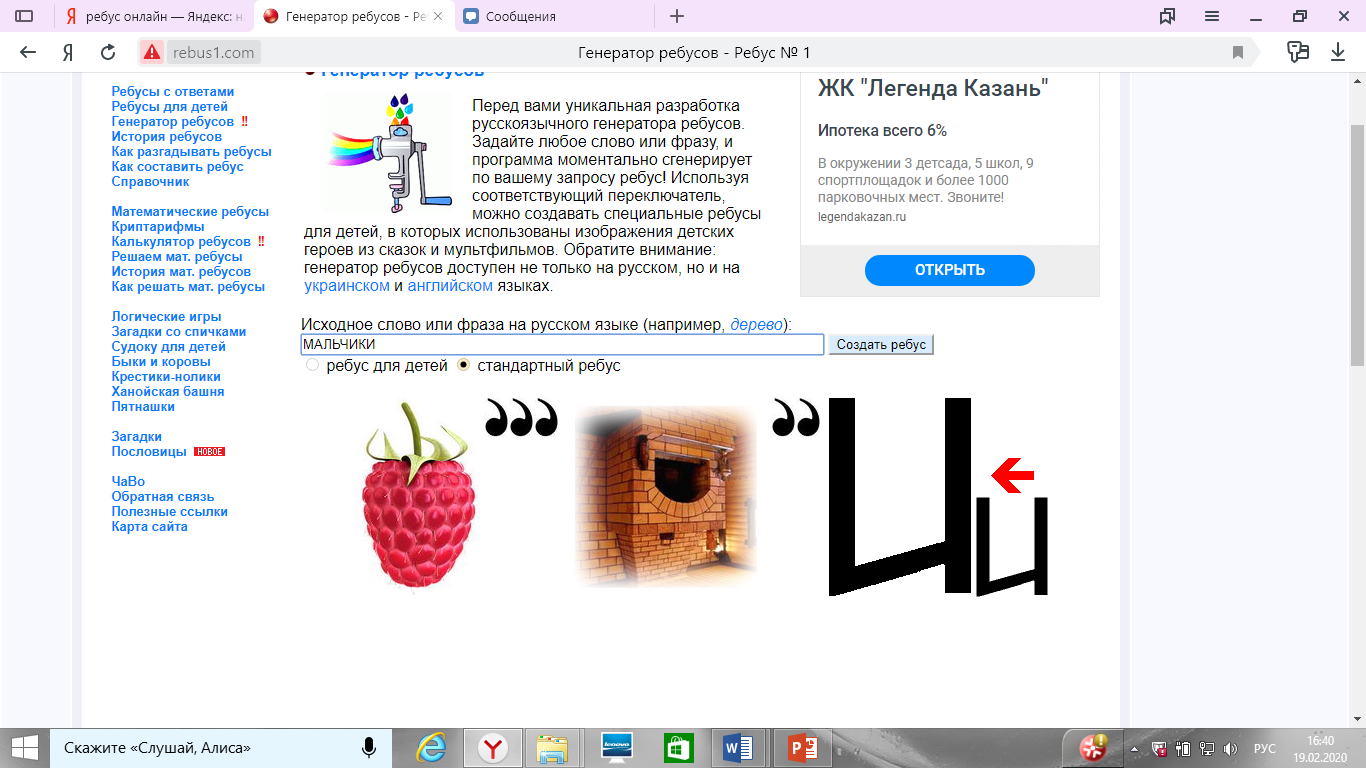 ребус онлайн — Яндекс: н
Генератор ребусов - Ре
Сообщения
rebus1.com
Генератор ребусов - Ребус № 1
Генератор ребусов
Ребусы с ответами
Ребусы для детей
Генератор ребусов !!
История ребусов
Как разгадывать ребусы
Как составить ребус
Справочник
Математические ребусы
Криптарифмы
Калькулятор ребусов !!
Решаем мат. ребусы
История мат. ребусов
Как решать мат. ребусы
Логические игры
Загадки со спичками
Судоку для детей
Быки и коровы
Крестики-нолики
Ханойская башня
Пятнашки
Загадки
Пословицы НОВОЕ
ЧаВо
Обратная связь
Полезные ссылки
Карта сайта
Перед вами уникальная разработка
русскоязычного генератора ребусов.
Задайте любое слово или фразу, и
программа моментально сгенерирует
по вашему запросу ребус! Используя
соответствующий переключатель,
можно создавать специальные ребусы
для детей, в которых использованы изображения детских
героев из сказок и мультфильмов. Обратите внимание:
генератор ребусов доступен не только на русском, но и на
украинском и английском языках.
ЖК "Легенда Казань"
Ипотека всего 6%
В окружении 3 детсада, 5 школ, 9
спортплощадок и более 1000
парковочных мест. Звоните!
legendakazan.ru
ОТКРЫТЬ
Исходное слово или фраза на русском языке (например, дерево):
МАЛЬЧИКИ
Создать ребус
ребус для детей стандартный ребус
,,, ,, И и
Скажите «Слушай, Алиса»
lenovo
РУС
16:40
19.02.2020